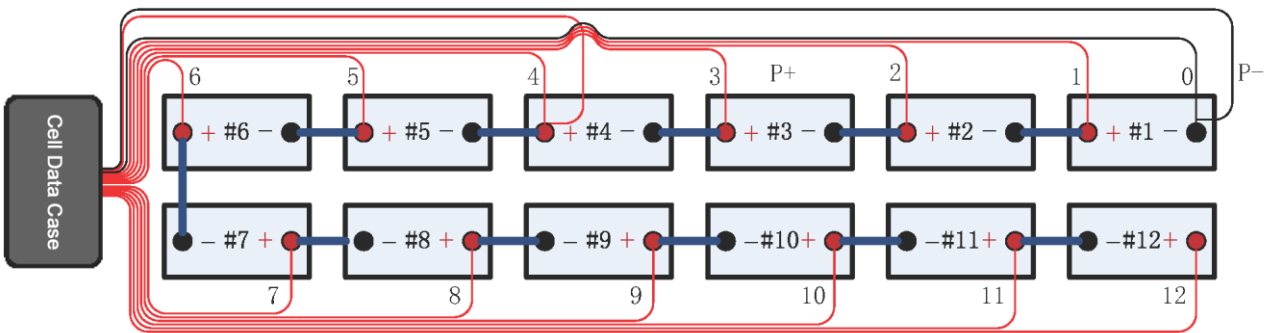 6 5 4 3 P+ 2 1 0 P−
+ #6 − + #5 − + #4 − + #3 − + #2 − + #1 −
Cell Data Case
− #7 + − #8 + − #9 + −#10+ −#11+ −#12+
7 8 9 10 11 12